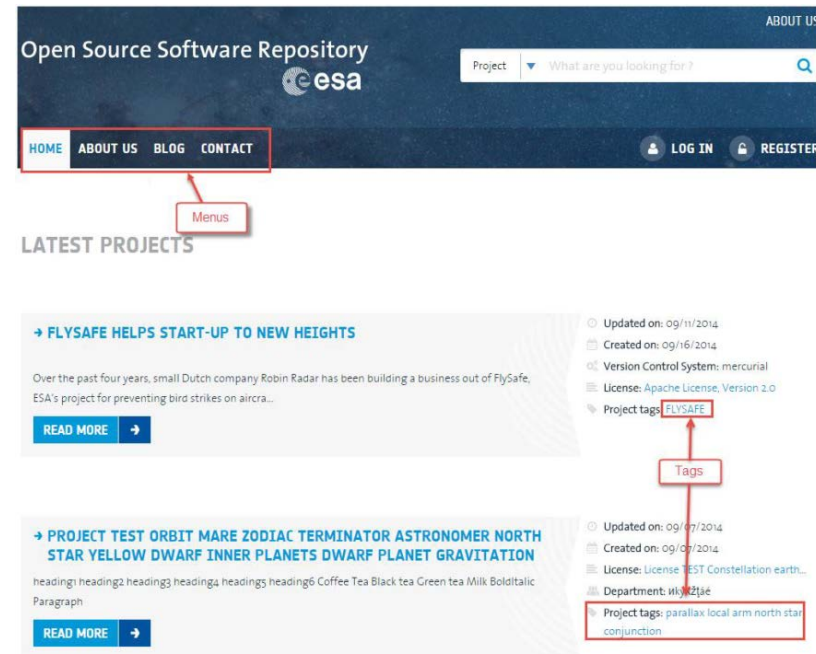 ABOUT US
Open Source Software Repository
esa
Project What are you looking for ?
HOME ABOUT US BLOG CONTACT LOG IN REGISTER
Menus
LATEST PROJECTS
FLYSAFE HELPS START-UP TO NEW HEIGHTS
Over the past four years, small Dutch company Robin Radar has been building a business out of FlySafe,
ESA's project for preventing bird strikes on aircra...
READ MORE
Updated on: 09/11/2014
Created on: 09/16/2014
Version Control System: mercurial
License: Apache License, Version 2.0
Project tags: FLYSAFE
Tags
PROJECT TEST ORBIT MARE ZODIAC TERMINATOR ASTRONOMER NORTH
STAR YELLOW DWARF INNER PLANETS DWARF PLANET GRAVITATION
heading1 heading2 heading3 heading4 heading5 heading6 Coffee Tea Black tea Green tea Milk BoldItalic
Paragraph
READ MORE
Updated on: 09/07/2014
Created on: 09/07/2014
License: License TEST Constellation earth...
Department:
Project tags: parallax local arm north star
conjunction